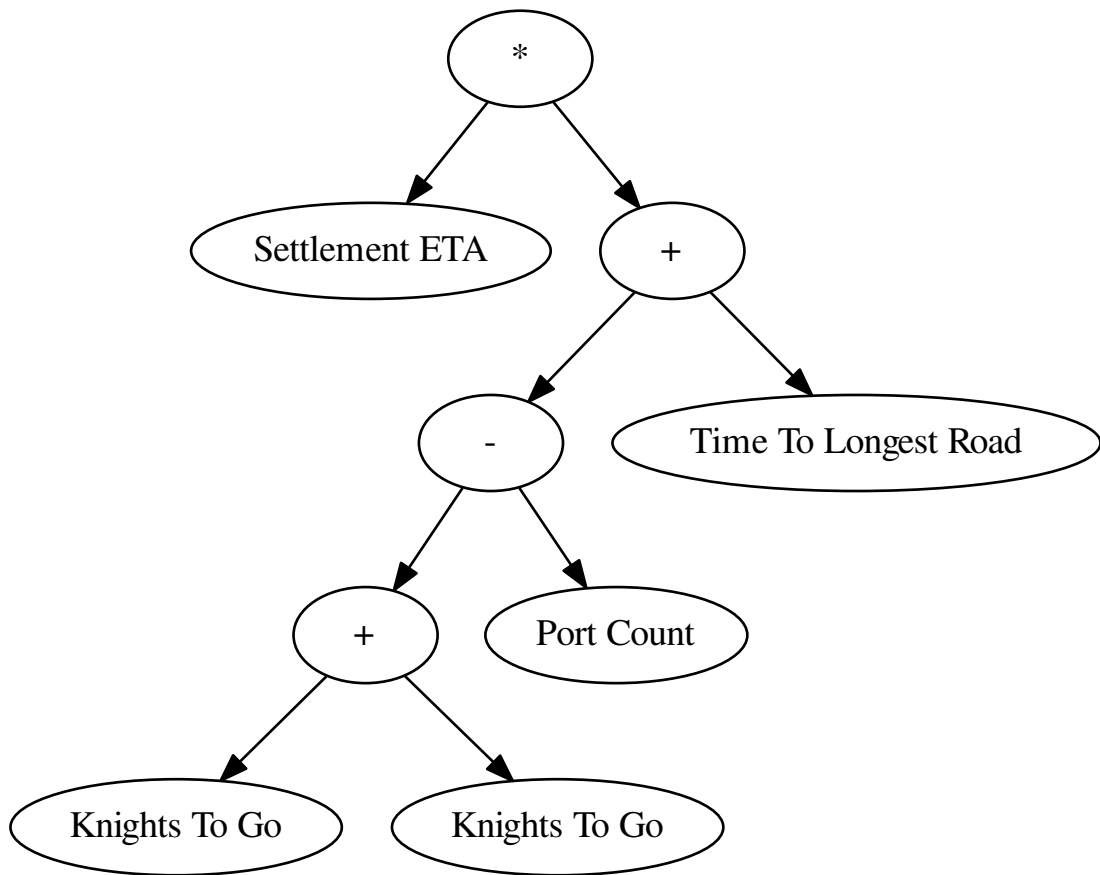 *
Settlement ETA
+
-
Time To Longest Road
+
Port Count
Knights To Go
Knights To Go